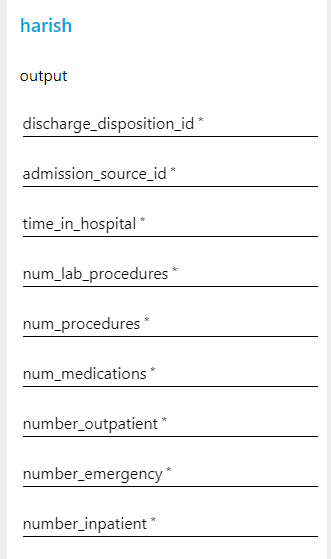 harish
output
discharge_disposition_id *
admission_source_id *
time_in_hospital *
num_lab_procedures *
num_procedures *
num_medications *
number_outpatient *
number_emergency *
number_inpatient *